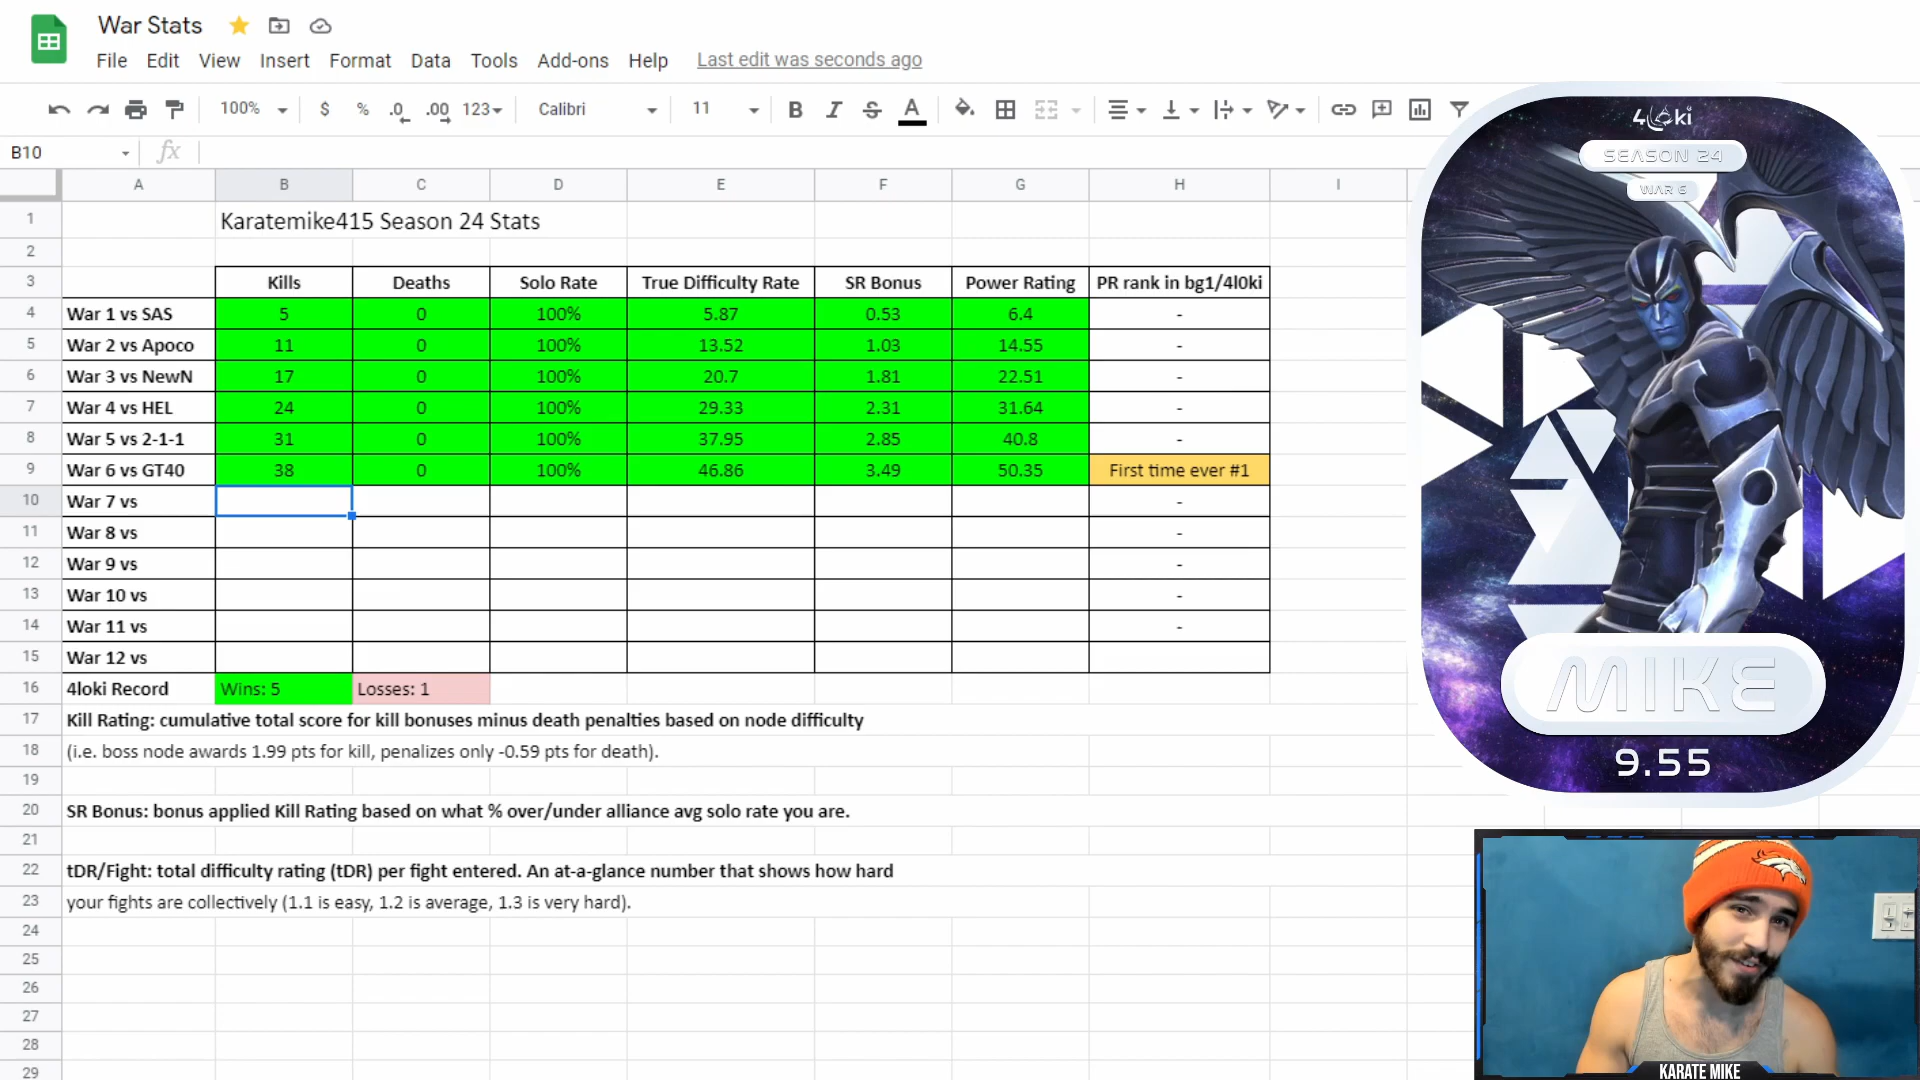 War Stats
File Edit View Insert Format Data Tools Add-ons Help Last edit was seconds ago
100% $ % .0 .00 123 Calibri 11 B I S A
B10 fx
A B C D E F G H I
1 Karatemike415 Season 24 Stats
2
3 Kills Deaths Solo Rate True Difficulty Rate SR Bonus Power Rating PR rank in bg1/4l0ki
4 War 1 vs SAS 5 0 100% 5.87 0.53 6.4 -
5 War 2 vs Apoco 11 0 100% 13.52 1.03 14.55 -
6 War 3 vs NewN 17 0 100% 20.7 1.81 22.51 -
7 War 4 vs HEL 24 0 100% 29.33 2.31 31.64 -
8 War 5 vs 2-1-1 31 0 100% 37.95 2.85 40.8 -
9 War 6 vs GT40 38 0 100% 46.86 3.49 50.35 First time ever #1
10 War 7 vs -
11 War 8 vs -
12 War 9 vs -
13 War 10 vs -
14 War 11 vs -
15 War 12 vs
16 4loki Record Wins: 5 Losses: 1
17 Kill Rating: cumulative total score for kill bonuses minus death penalties based on node difficulty
18 (i.e. boss node awards 1.99 pts for kill, penalizes only -0.59 pts for death).
19
20 SR Bonus: bonus applied Kill Rating based on what % over/under alliance avg solo rate you are.
21
22 tDR/Fight: total difficulty rating (tDR) per fight entered. An at-a-glance number that shows how hard
23 your fights are collectively (1.1 is easy, 1.2 is average, 1.3 is very hard).
24
25
26
27
28
29
4loki
SEASON 24
WAR 6
MIKE
9.55
KARATE MIKE